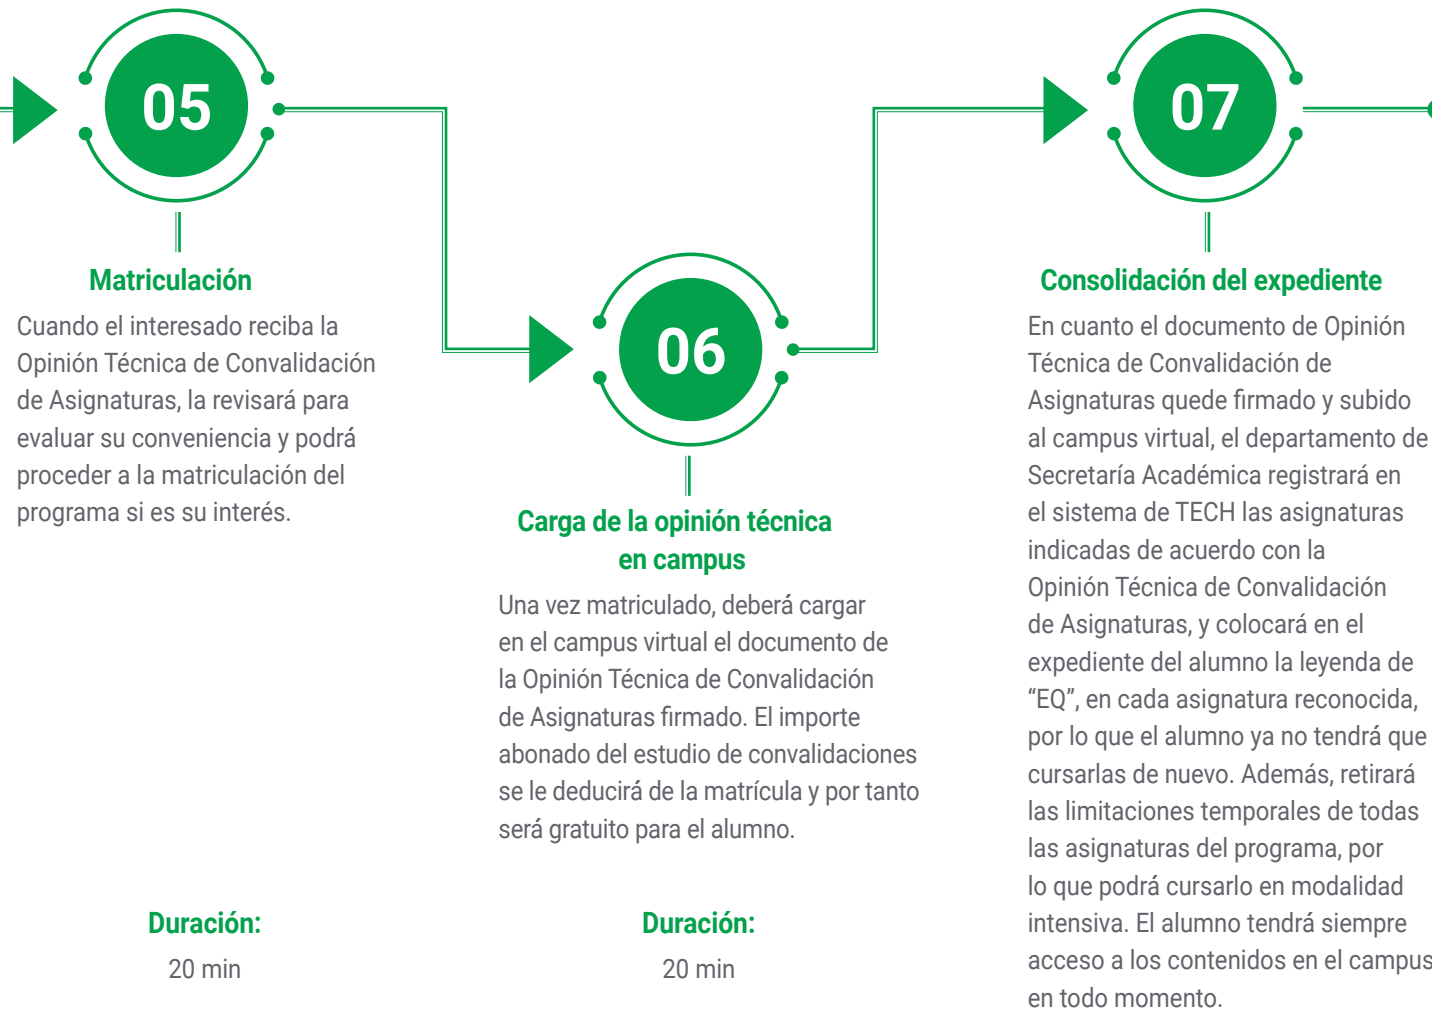 05
Matriculación
Cuando el interesado reciba la
Opinión Técnica de Convalidación
de Asignaturas, la revisará para
evaluar su conveniencia y podrá
proceder a la matriculación del
programa si es su interés.
Duración:
20 min
06
Carga de la opinión técnica
en campus
Una vez matriculado, deberá cargar
en el campus virtual el documento de
la Opinión Técnica de Convalidación
de Asignaturas firmado. El importe
abonado del estudio de convalidaciones
se le deducirá de la matrícula y por tanto
será gratuito para el alumno.
Duración:
20 min
07
Consolidación del expediente
En cuanto el documento de Opinión
Técnica de Convalidación de
Asignaturas quede firmado y subido
al campus virtual, el departamento de
Secretaría Académica registrará en
el sistema de TECH las asignaturas
indicadas de acuerdo con la
Opinión Técnica de Convalidación
de Asignaturas, y colocará en el
expediente del alumno la leyenda de
“EQ”, en cada asignatura reconocida,
por lo que el alumno ya no tendrá que
cursarlas de nuevo. Además, retirará
las limitaciones temporales de todas
las asignaturas del programa, por
lo que podrá cursarlo en modalidad
intensiva. El alumno tendrá siempre
acceso a los contenidos en el campus
en todo momento.